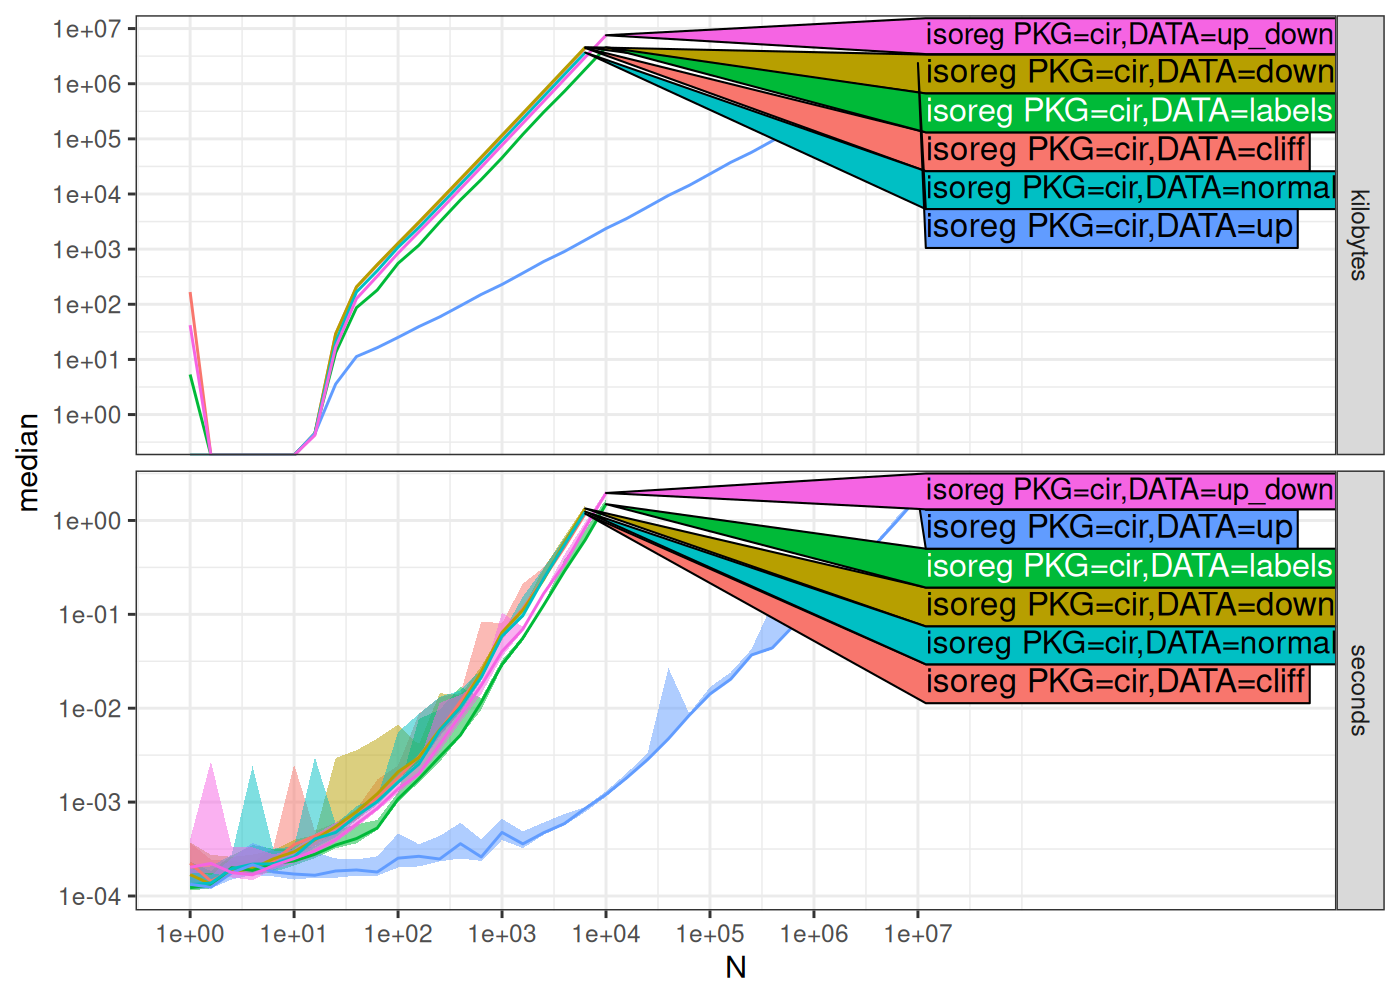 1e+07
1e+06
1e+05
1e+04
1e+03
1e+02
1e+01
1e+00
isoreg PKG=cir,DATA=up_down
isoreg PKG=cir,DATA=down
isoreg PKG=cir,DATA=labels
isoreg PKG=cir,DATA=cliff
isoreg PKG=cir,DATA=normal
isoreg PKG=cir,DATA=up
kilobytes
median
1e+00
1e-01
1e-02
1e-03
1e-04
isoreg PKG=cir,DATA=up_down
isoreg PKG=cir,DATA=up
isoreg PKG=cir,DATA=labels
isoreg PKG=cir,DATA=down
isoreg PKG=cir,DATA=normal
isoreg PKG=cir,DATA=cliff
seconds
1e+00 1e+01 1e+02 1e+03 1e+04 1e+05 1e+06 1e+07
N